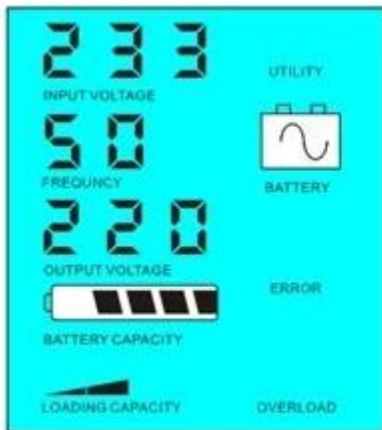 233
UTILITY
INPUT VOLTAGE
50
FREQUNCY
BATTERY
220
OUTPUT VOLTAGE
ERROR
BATTERY CAPACITY
LOADING CAPACITY
OVERLOAD